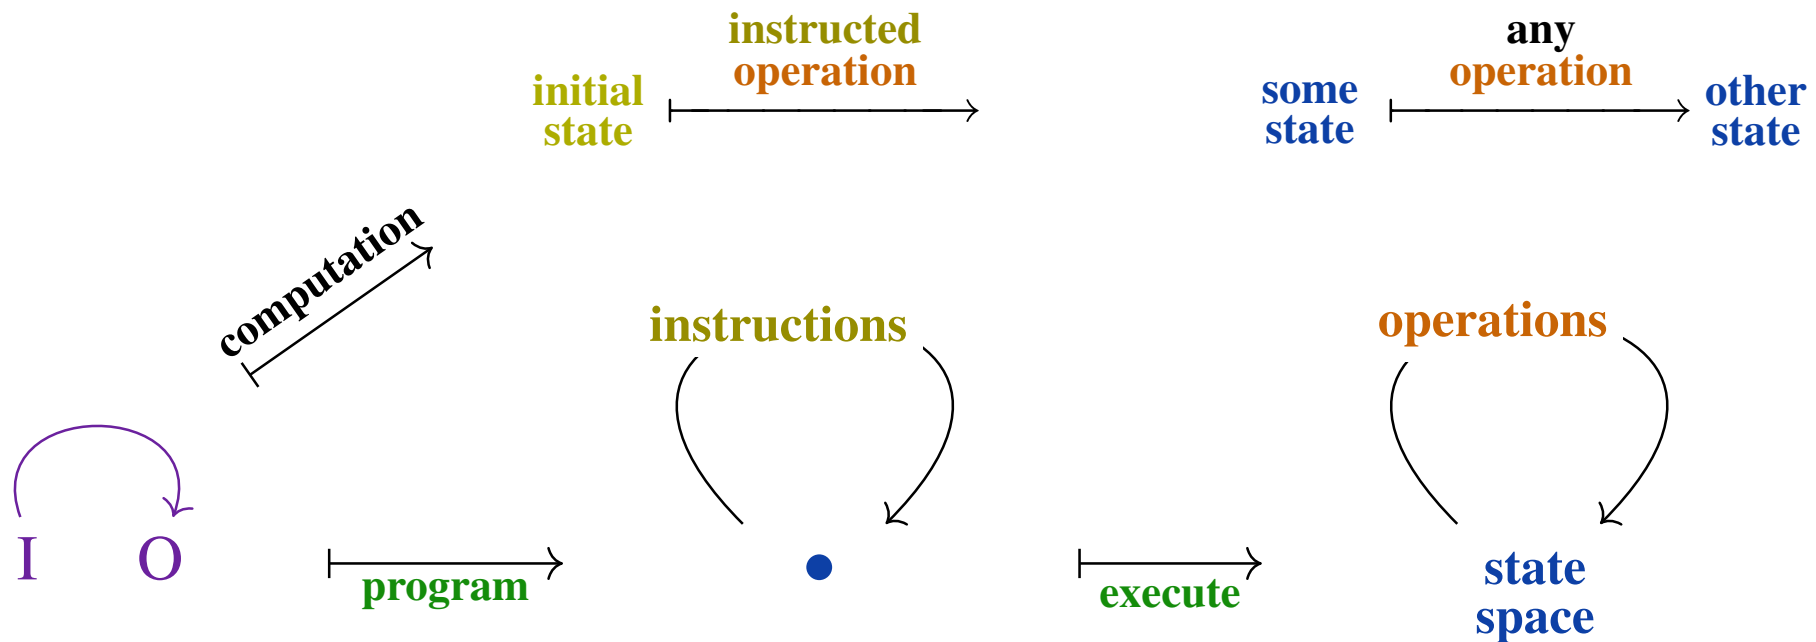 instructed
operation
initial
state
any
operation
some
state
other
state
computation
instructions
operations
I O
program
execute
state
space